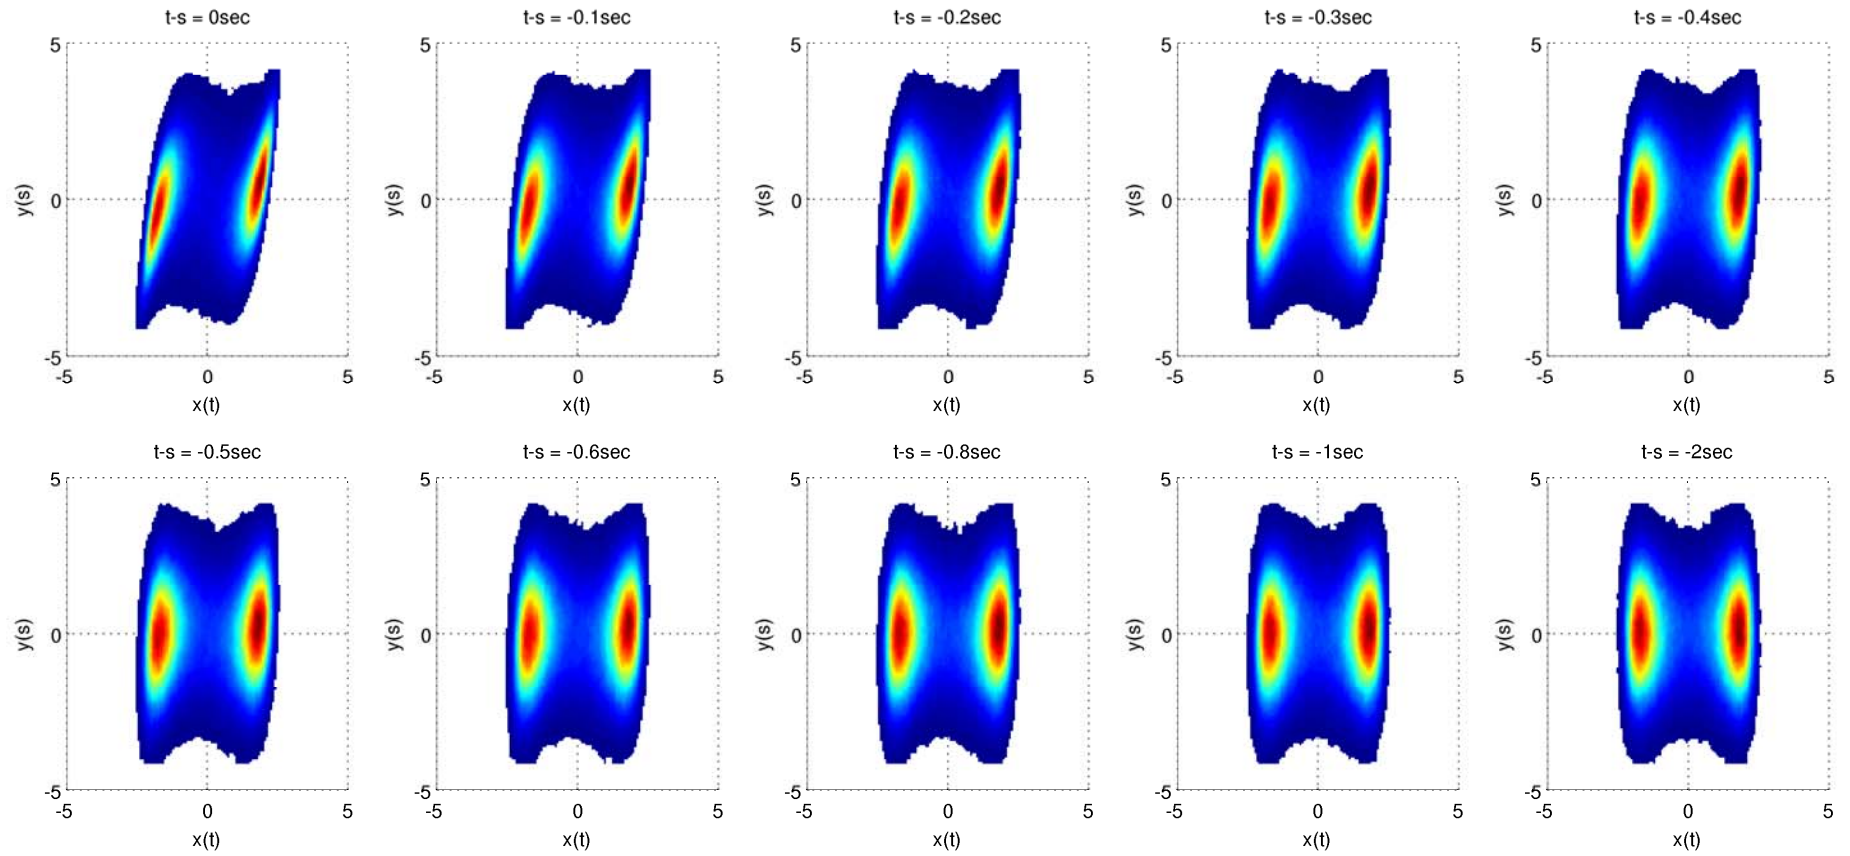 t-s = 0sec
t-s = -0.1sec
t-s = -0.2sec
t-s = -0.3sec
t-s = -0.4sec
5
0
-5
y(s)
-5 0 5
x(t)
5
0
-5
y(s)
-5 0 5
x(t)
5
0
-5
y(s)
-5 0 5
x(t)
5
0
-5
y(s)
-5 0 5
x(t)
5
0
-5
y(s)
-5 0 5
x(t)
t-s = -0.5sec
t-s = -0.6sec
t-s = -0.8sec
t-s = -1sec
t-s = -2sec
5
0
-5
y(s)
-5 0 5
x(t)
5
0
-5
y(s)
-5 0 5
x(t)
5
0
-5
y(s)
-5 0 5
x(t)
5
0
-5
y(s)
-5 0 5
x(t)
5
0
-5
y(s)
-5 0 5
x(t)